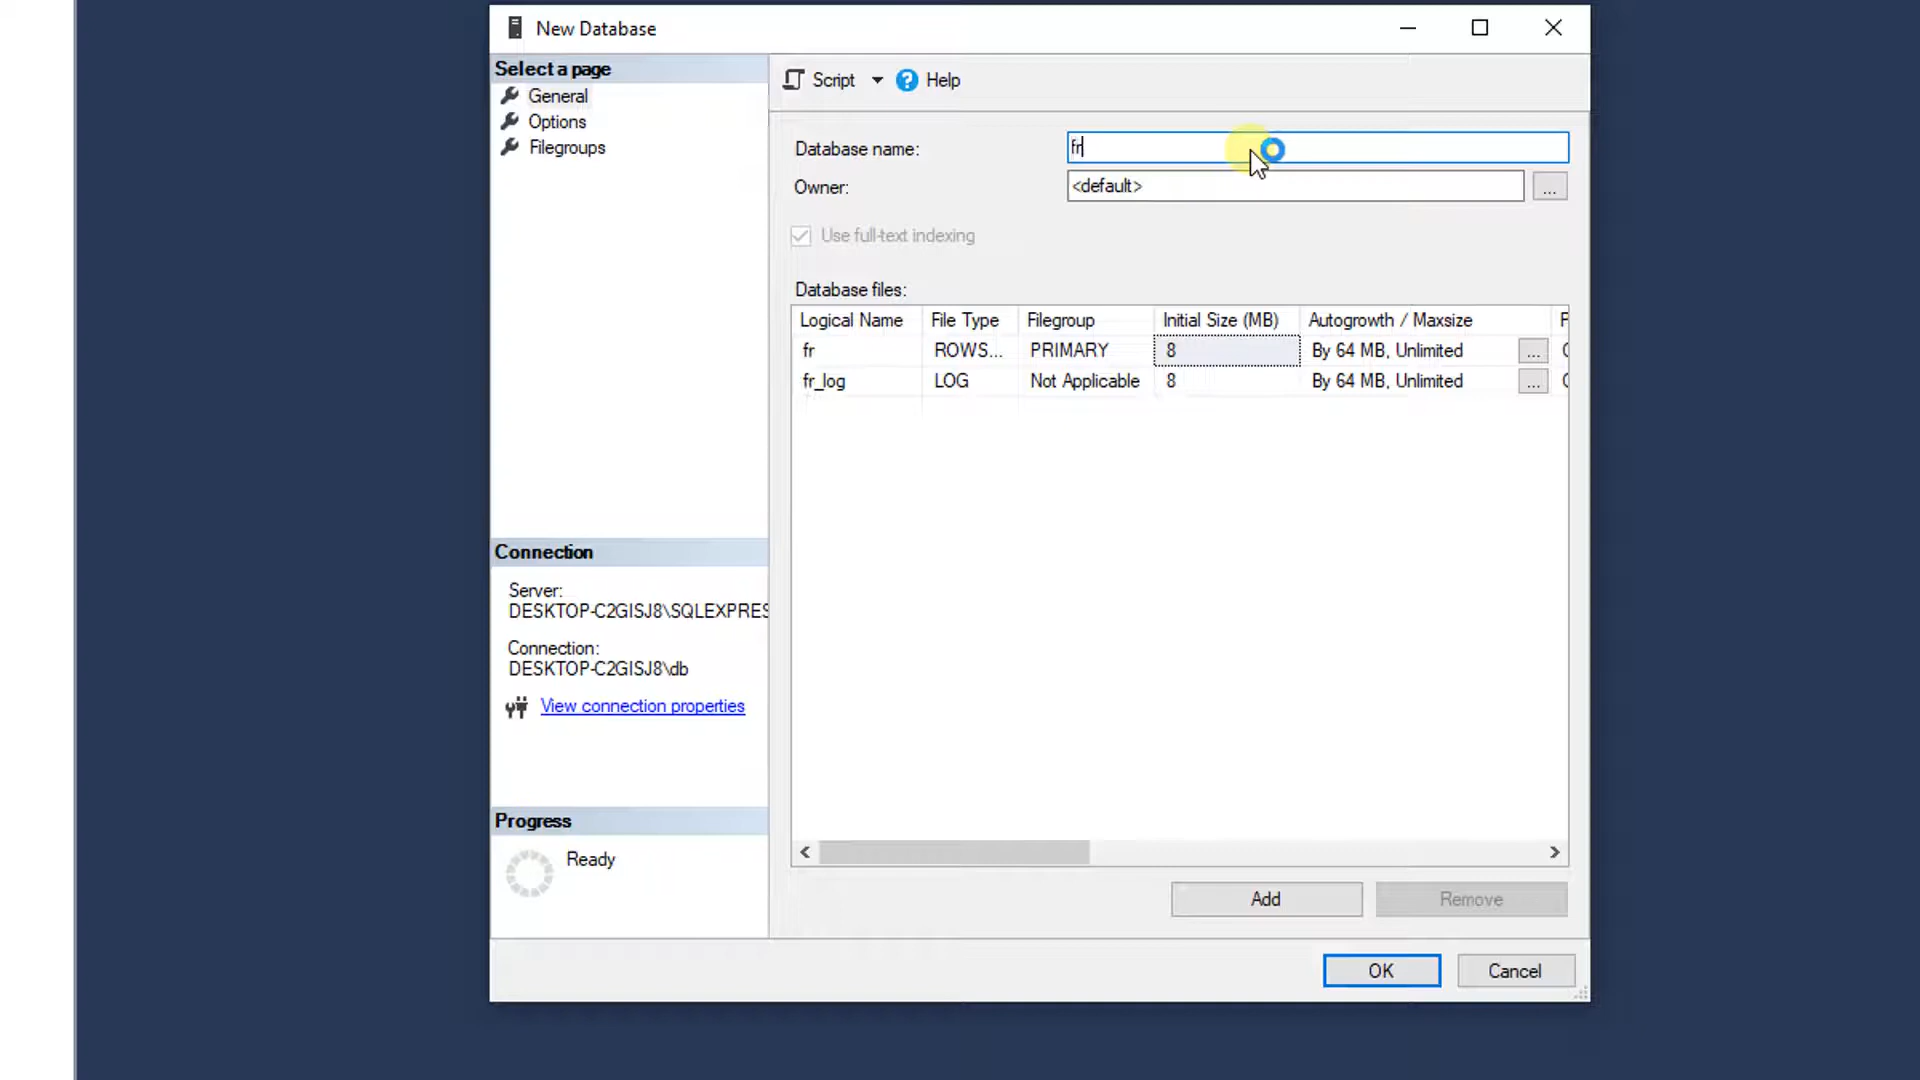 New Database
Select a page
General
Options
Filegroups
Script
Help
Database name:
fr
Owner:
<default>
...
Use full-text indexing
Database files:
Logical Name File Type Filegroup Initial Size (MB) Autogrowth / Maxsize
fr ROWS... PRIMARY 8 By 64 MB, Unlimited ...
fr_log LOG Not Applicable 8 By 64 MB, Unlimited ...
Connection
Server:
DESKTOP-C2GISJ8\SQLEXPRES
Connection:
DESKTOP-C2GISJ8\db
View connection properties
Progress
Ready
Add
Remove
OK
Cancel